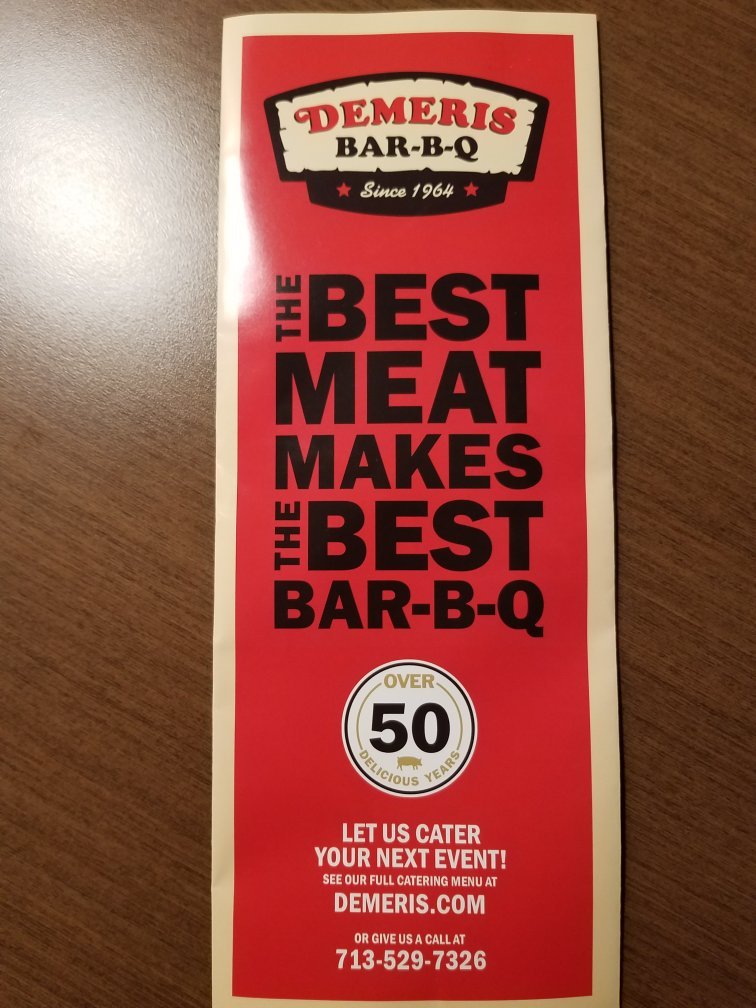 DEMERIS
BAR-B-Q
Since 1964
THE BEST
MEAT
MAKES
THE BEST
BAR-B-Q
OVER
50
DELICIOUS YEARS
LET US CATER
YOUR NEXT EVENT!
SEE OUR FULL CATERING MENU AT
DEMERIS.COM
OR GIVE US A CALL AT
713-529-7326